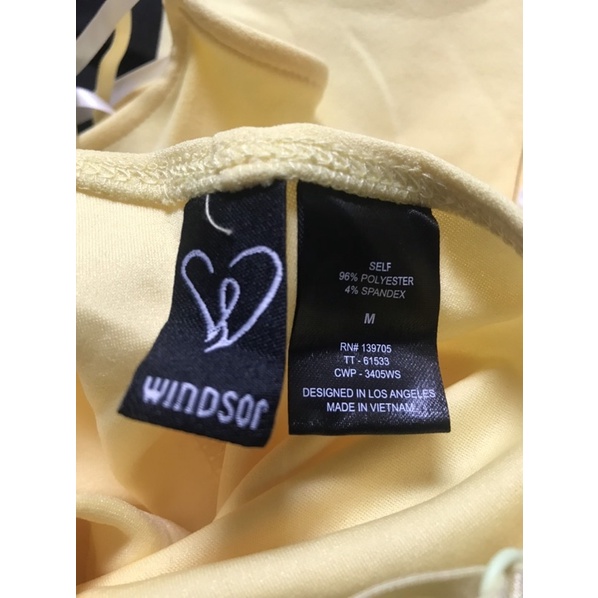 WINDSOR
SELF
96% POLYESTER
4% SPANDEX
M
RN# 139705
TT - 61533
CWP - 3405WS
DESIGNED IN LOS ANGELES
MADE IN VIETNAM